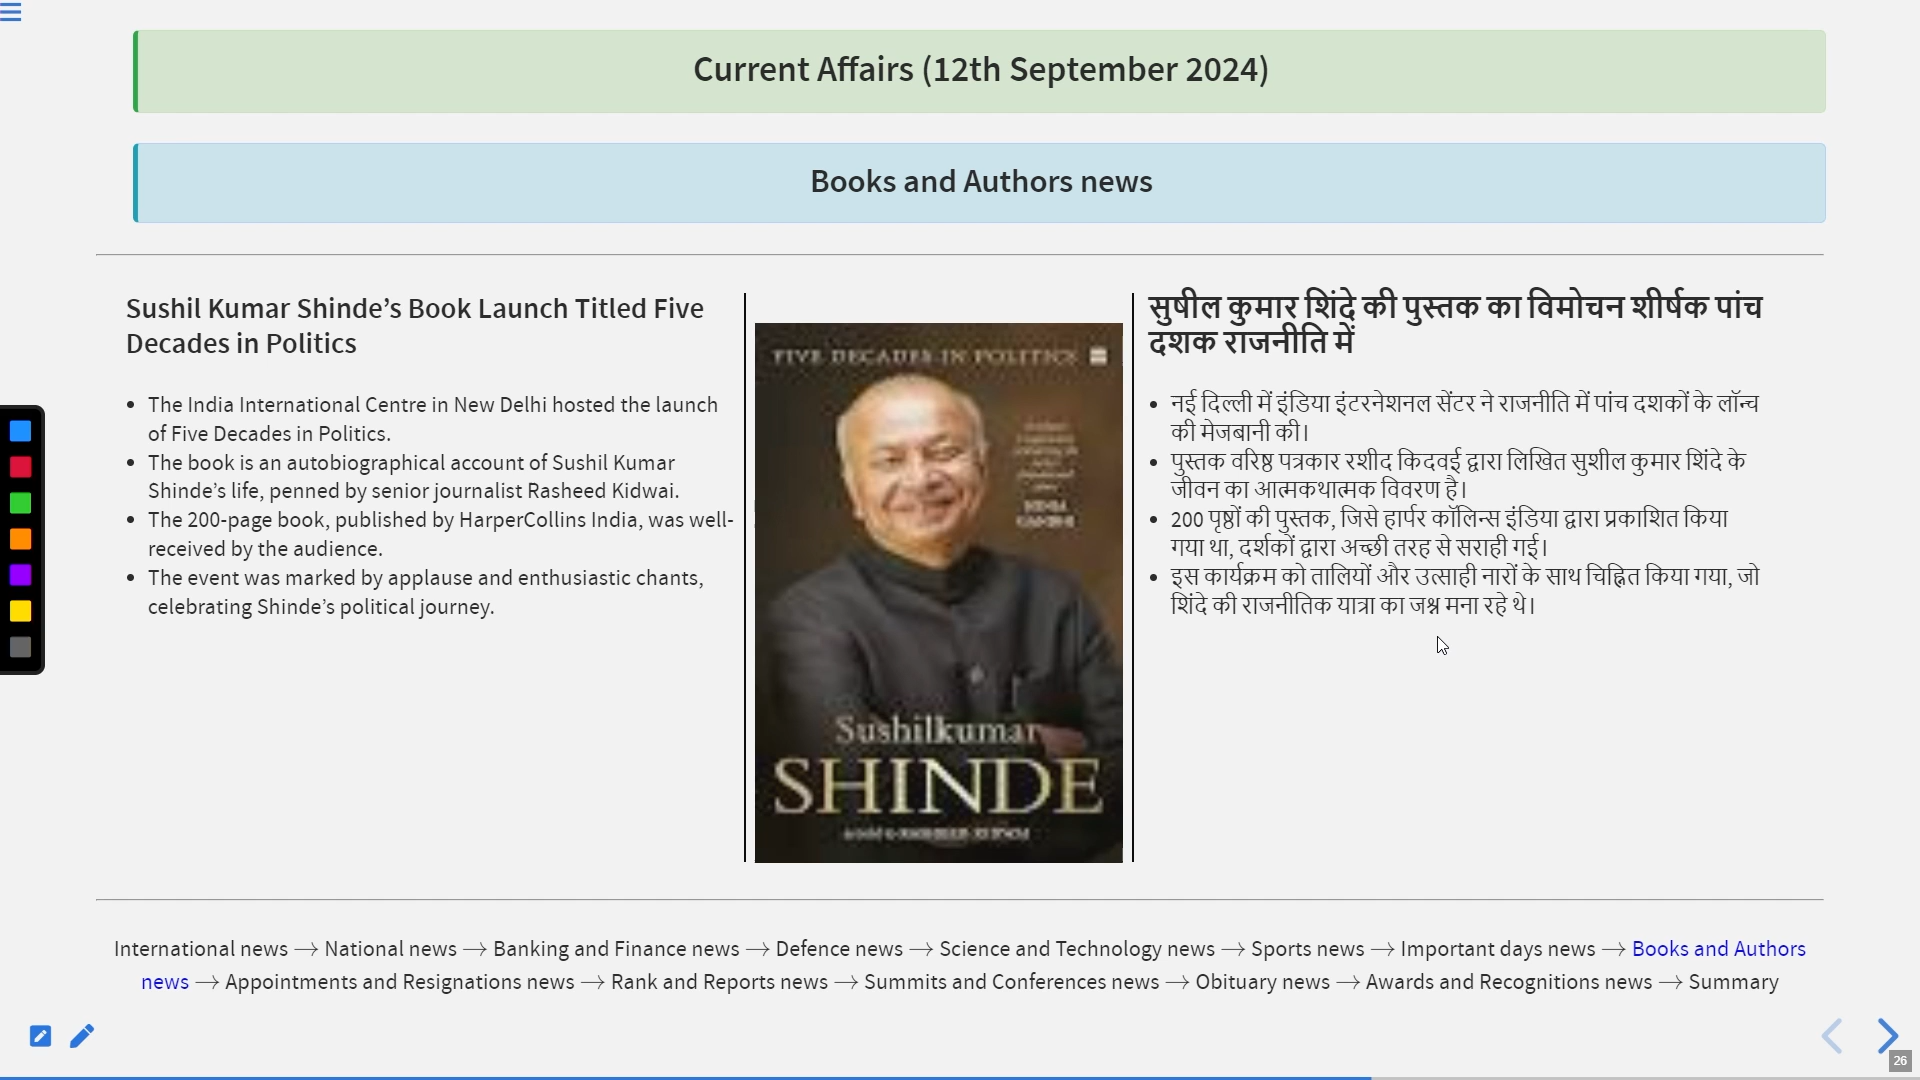 Current Affairs (12th September 2024)
Books and Authors news
Sushil Kumar Shinde’s Book Launch Titled Five
Decades in Politics
The India International Centre in New Delhi hosted the launch
of Five Decades in Politics.
The book is an autobiographical account of Sushil Kumar
Shinde’s life, penned by senior journalist Rasheed Kidwai.
The 200-page book, published by HarperCollins India, was well-
received by the audience.
The event was marked by applause and enthusiastic chants,
celebrating Shinde’s political journey.
FIVE DECADES IN POLITICS
Sushilkumar
SHINDE
सुषील कुमार शिंदे की पुस्तक का विमोचन शीर्षक पांच
दशक राजनीति में
नई दिल्ली में इंडिया इंटरनेशनल सेंटर ने राजनीति में पांच दशकों के लॉन्च
की मेजबानी की।
पुस्तक वरिष्ठ पत्रकार रशीद किदवई द्वारा लिखित सुशील कुमार शिंदे के
जीवन का आत्मकथात्मक विवरण है।
200 पृष्ठों की पुस्तक, जिसे हार्पर कॉलिन्स इंडिया द्वारा प्रकाशित किया
गया था, दर्शकों द्वारा अच्छी तरह से सराही गई।
इस कार्यक्रम को तालियों और उत्साही नारों के साथ चिह्नित किया गया, जो
शिंदे की राजनीतिक यात्रा का जश्न मना रहे थे।
International news → National news → Banking and Finance news → Defence news → Science and Technology news → Sports news → Important days news → Books and Authors
news → Appointments and Resignations news → Rank and Reports news → Summits and Conferences news → Obituary news → Awards and Recognitions news → Summary
26